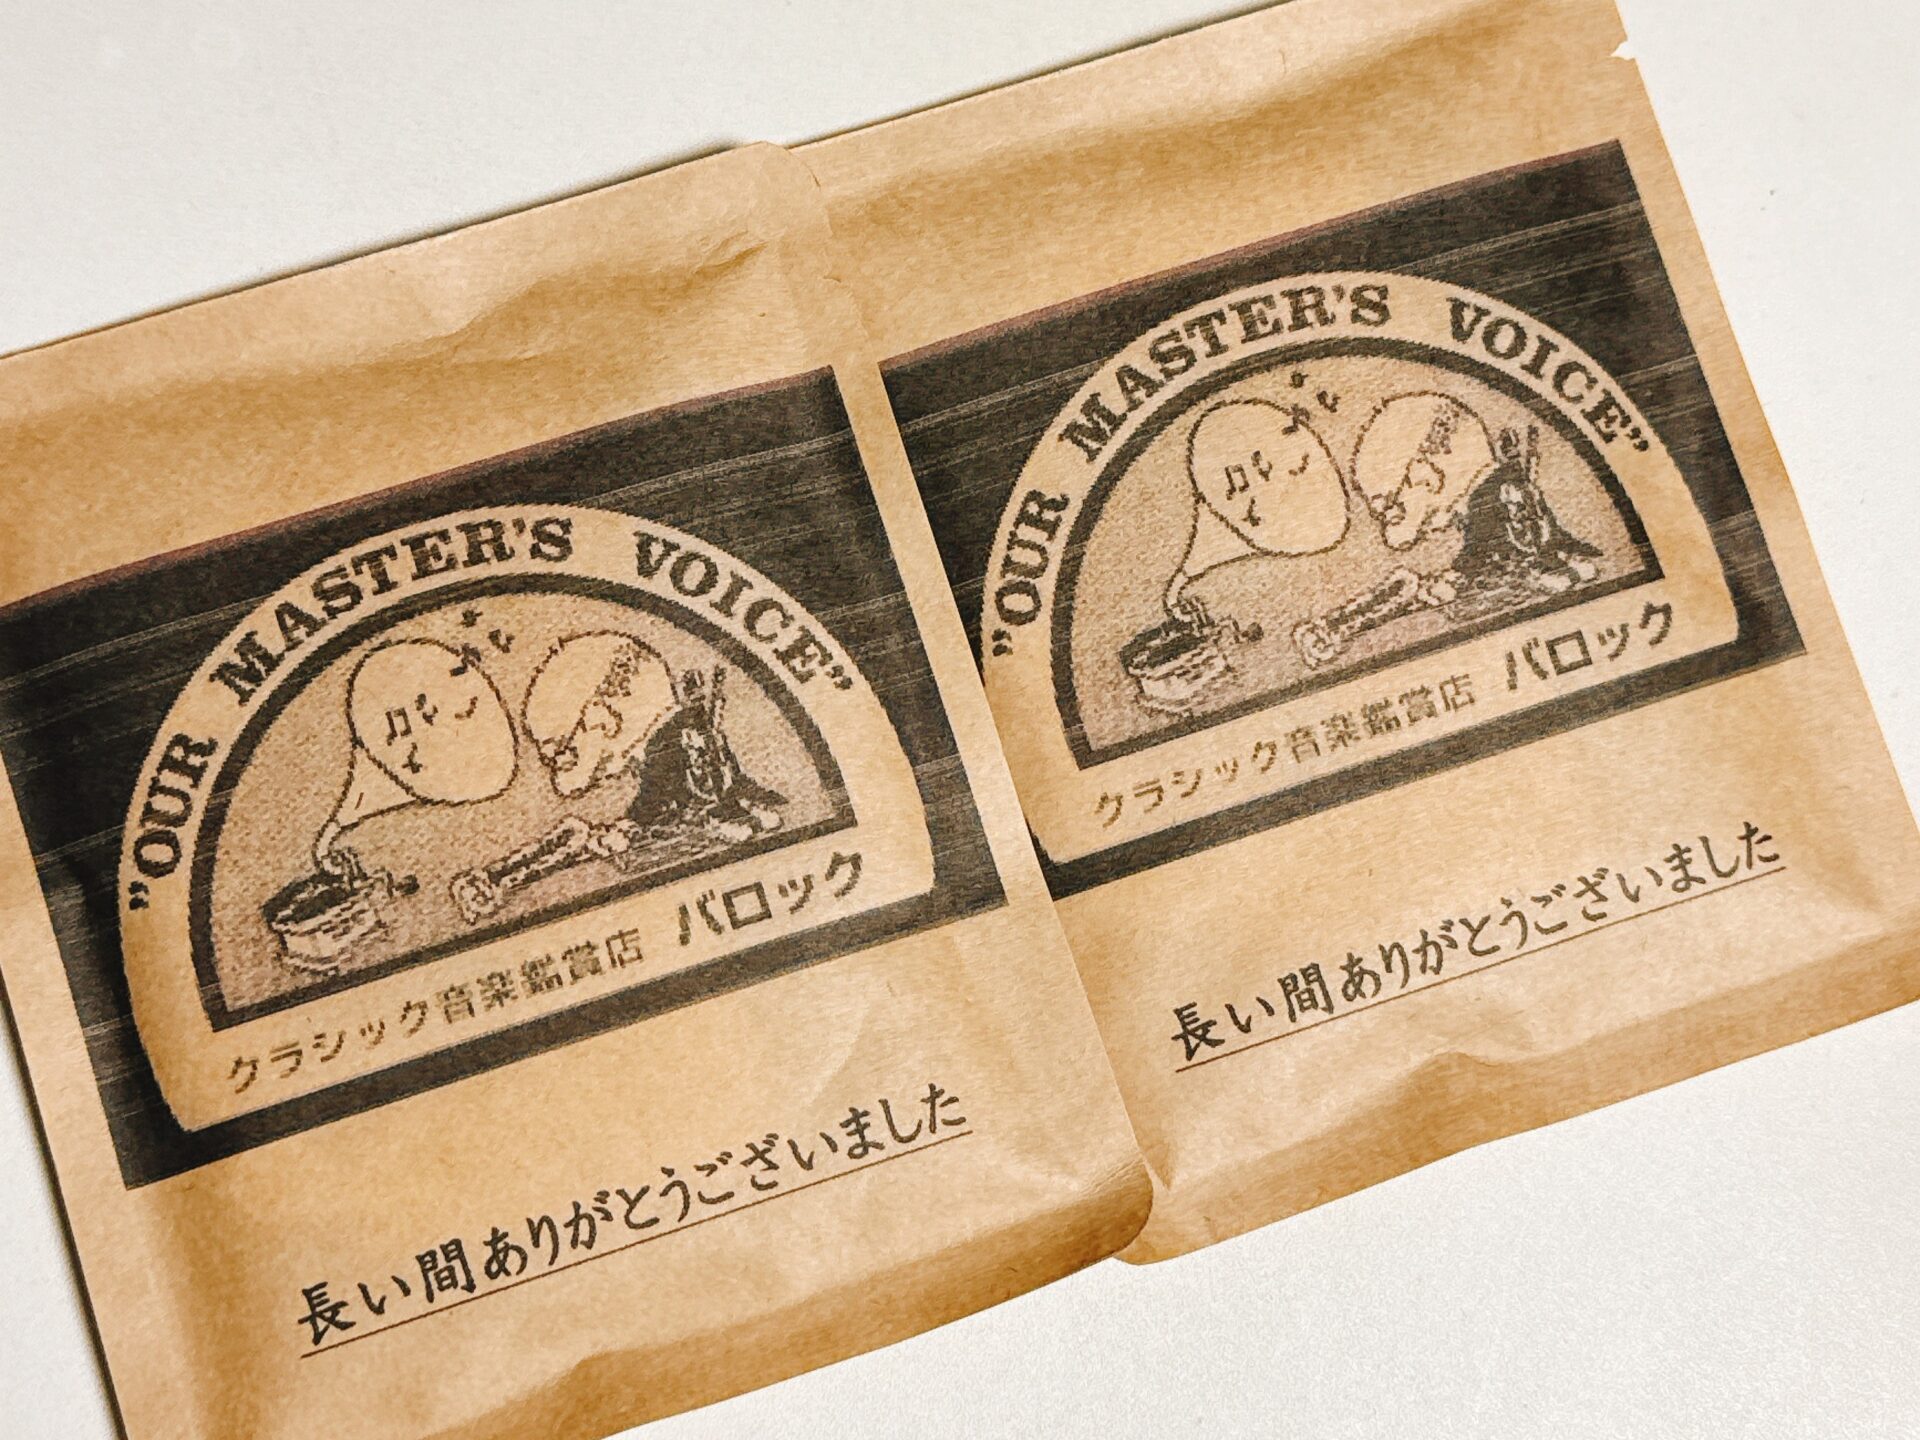 ”OUR MASTER'S VOICE”
クラシック音楽鑑賞店 バロック
長い間ありがとうございました
”OUR MASTER'S VOICE”
クラシック音楽鑑賞店 バロック
長い間ありがとうございました